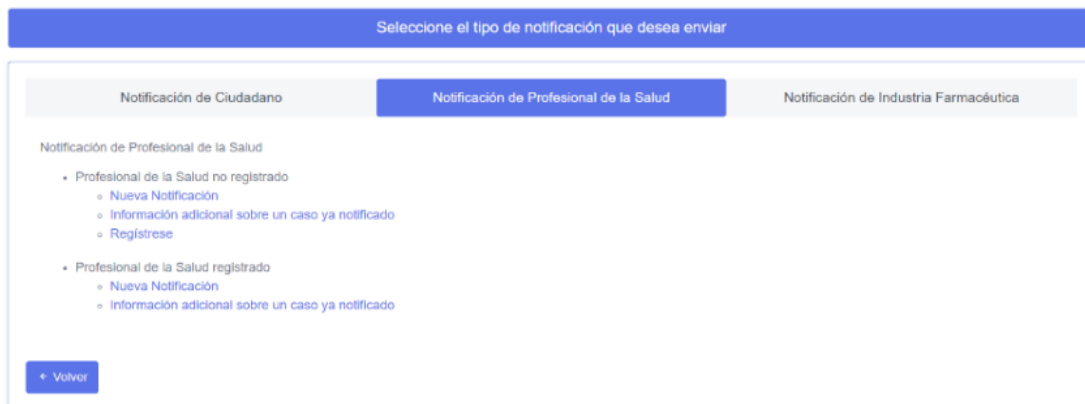 Seleccione el tipo de notificación que desea enviar
Notificación de Ciudadano
Notificación de Profesional de la Salud
Notificación de Industria Farmacéutica
Notificación de Profesional de la Salud
• Profesional de la Salud no registrado
◦ Nueva Notificación
◦ Información adicional sobre un caso ya notificado
◦ Regístrese
• Profesional de la Salud registrado
◦ Nueva Notificación
◦ Información adicional sobre un caso ya notificado
← Volver